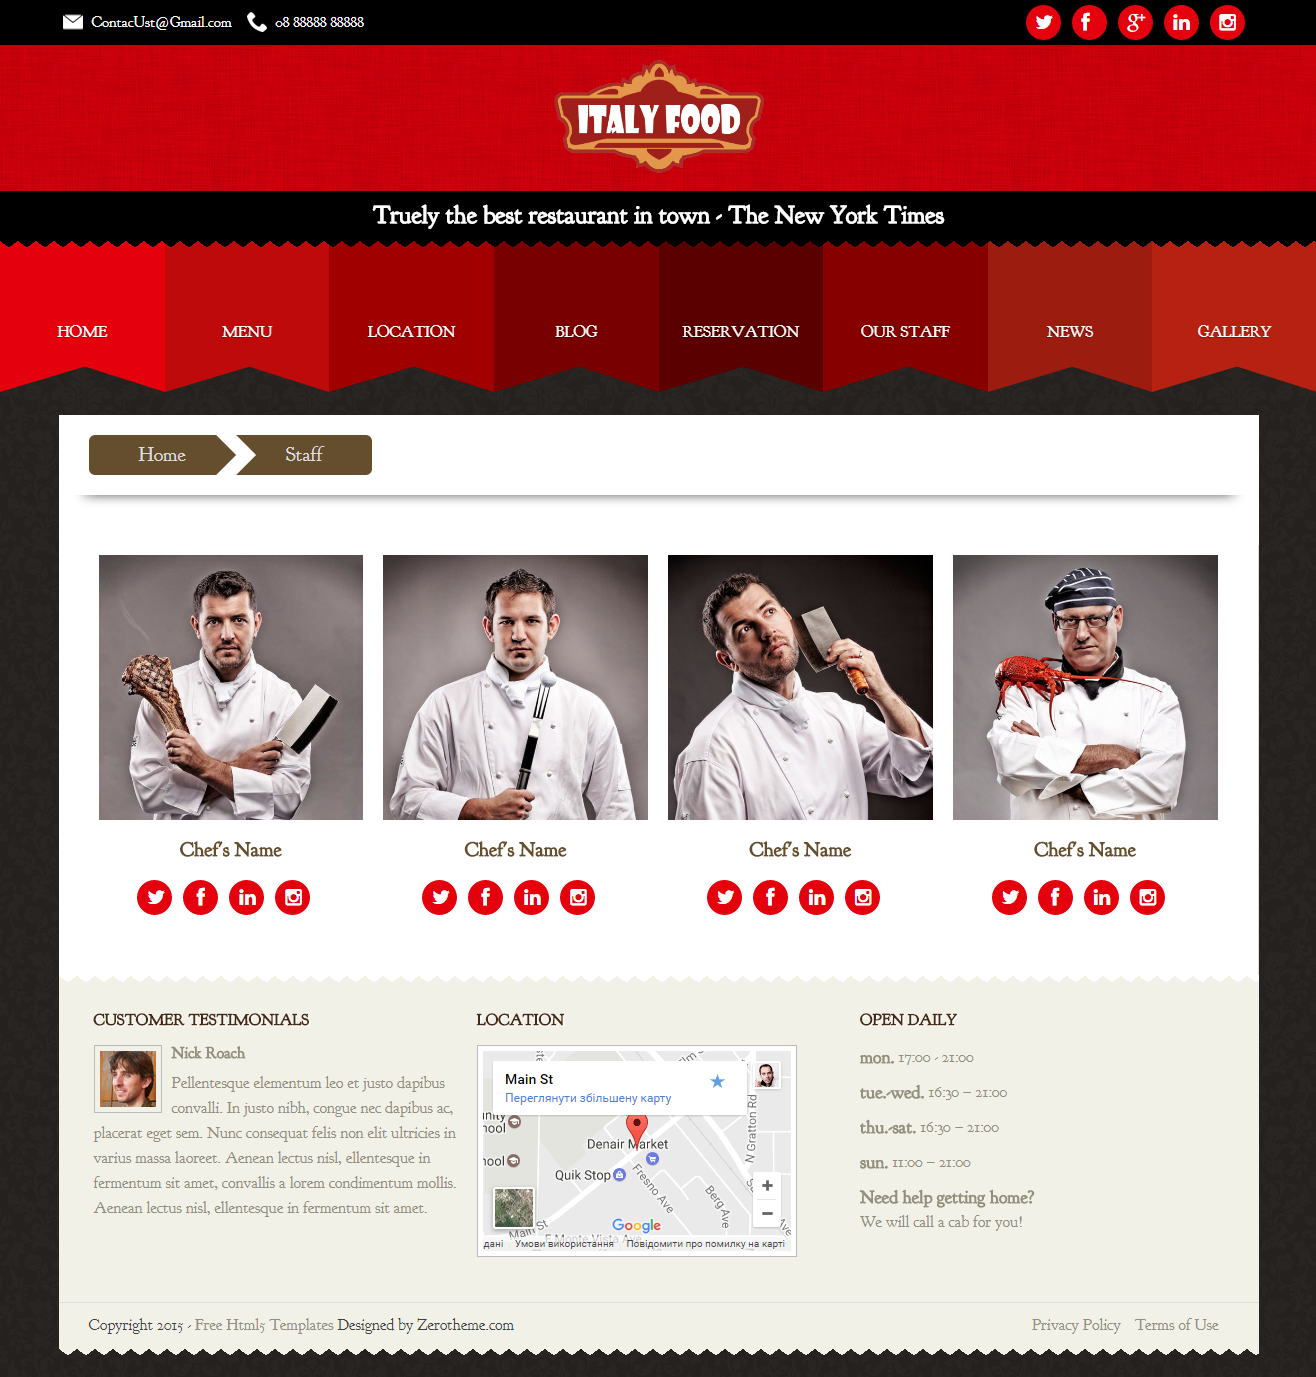 ContacUst@Gmail.com 08 88888 88888
ITALY FOOD
Truely the best restaurant in town - The New York Times
HOME MENU LOCATION BLOG RESERVATION OUR STAFF NEWS GALLERY
Home Staff
Chef's Name Chef's Name Chef's Name Chef's Name
CUSTOMER TESTIMONIALS
Nick Roach
Pellentesque elementum leo et justo dapibus
convalli. In justo nibh, congue nec dapibus ac,
placerat eget sem. Nunc consequat felis non elit ultricies in
varius massa laoreet. Aenean lectus nisl, ellentesque in
fermentum sit amet, convallis a lorem condimentum mollis.
Aenean lectus nisl, ellentesque in fermentum sit amet.
LOCATION
Main St
Переглянути збільшену карту
N Gratton Rd
Denair Market
Quik Stop
Fresno Ave
Berg Ave
Main St
Google
E Monte Vista Ave
дані Умови використання Повідомити про помилку на карті
OPEN DAILY
mon. 17:00 - 21:00
tue.-wed. 16:30 – 21:00
thu.-sat. 16:30 – 21:00
sun. 11:00 – 21:00
Need help getting home?
We will call a cab for you!
Copyright 2015 - Free Html5 Templates Designed by Zerotheme.com
Privacy Policy Terms of Use